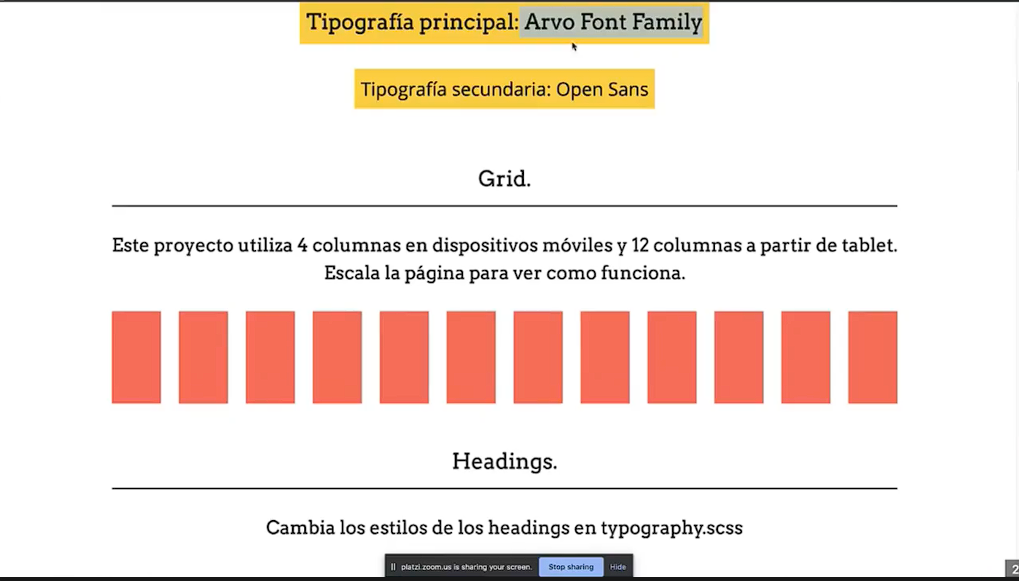 Tipografía principal: Arvo Font Family
Tipografía secundaria: Open Sans
Grid.
Este proyecto utiliza 4 columnas en dispositivos móviles y 12 columnas a partir de tablet.
Escala la página para ver como funciona.
Headings.
Cambia los estilos de los headings en typography.scss
platzi.zoom.us is sharing your screen. Stop sharing Hide
2